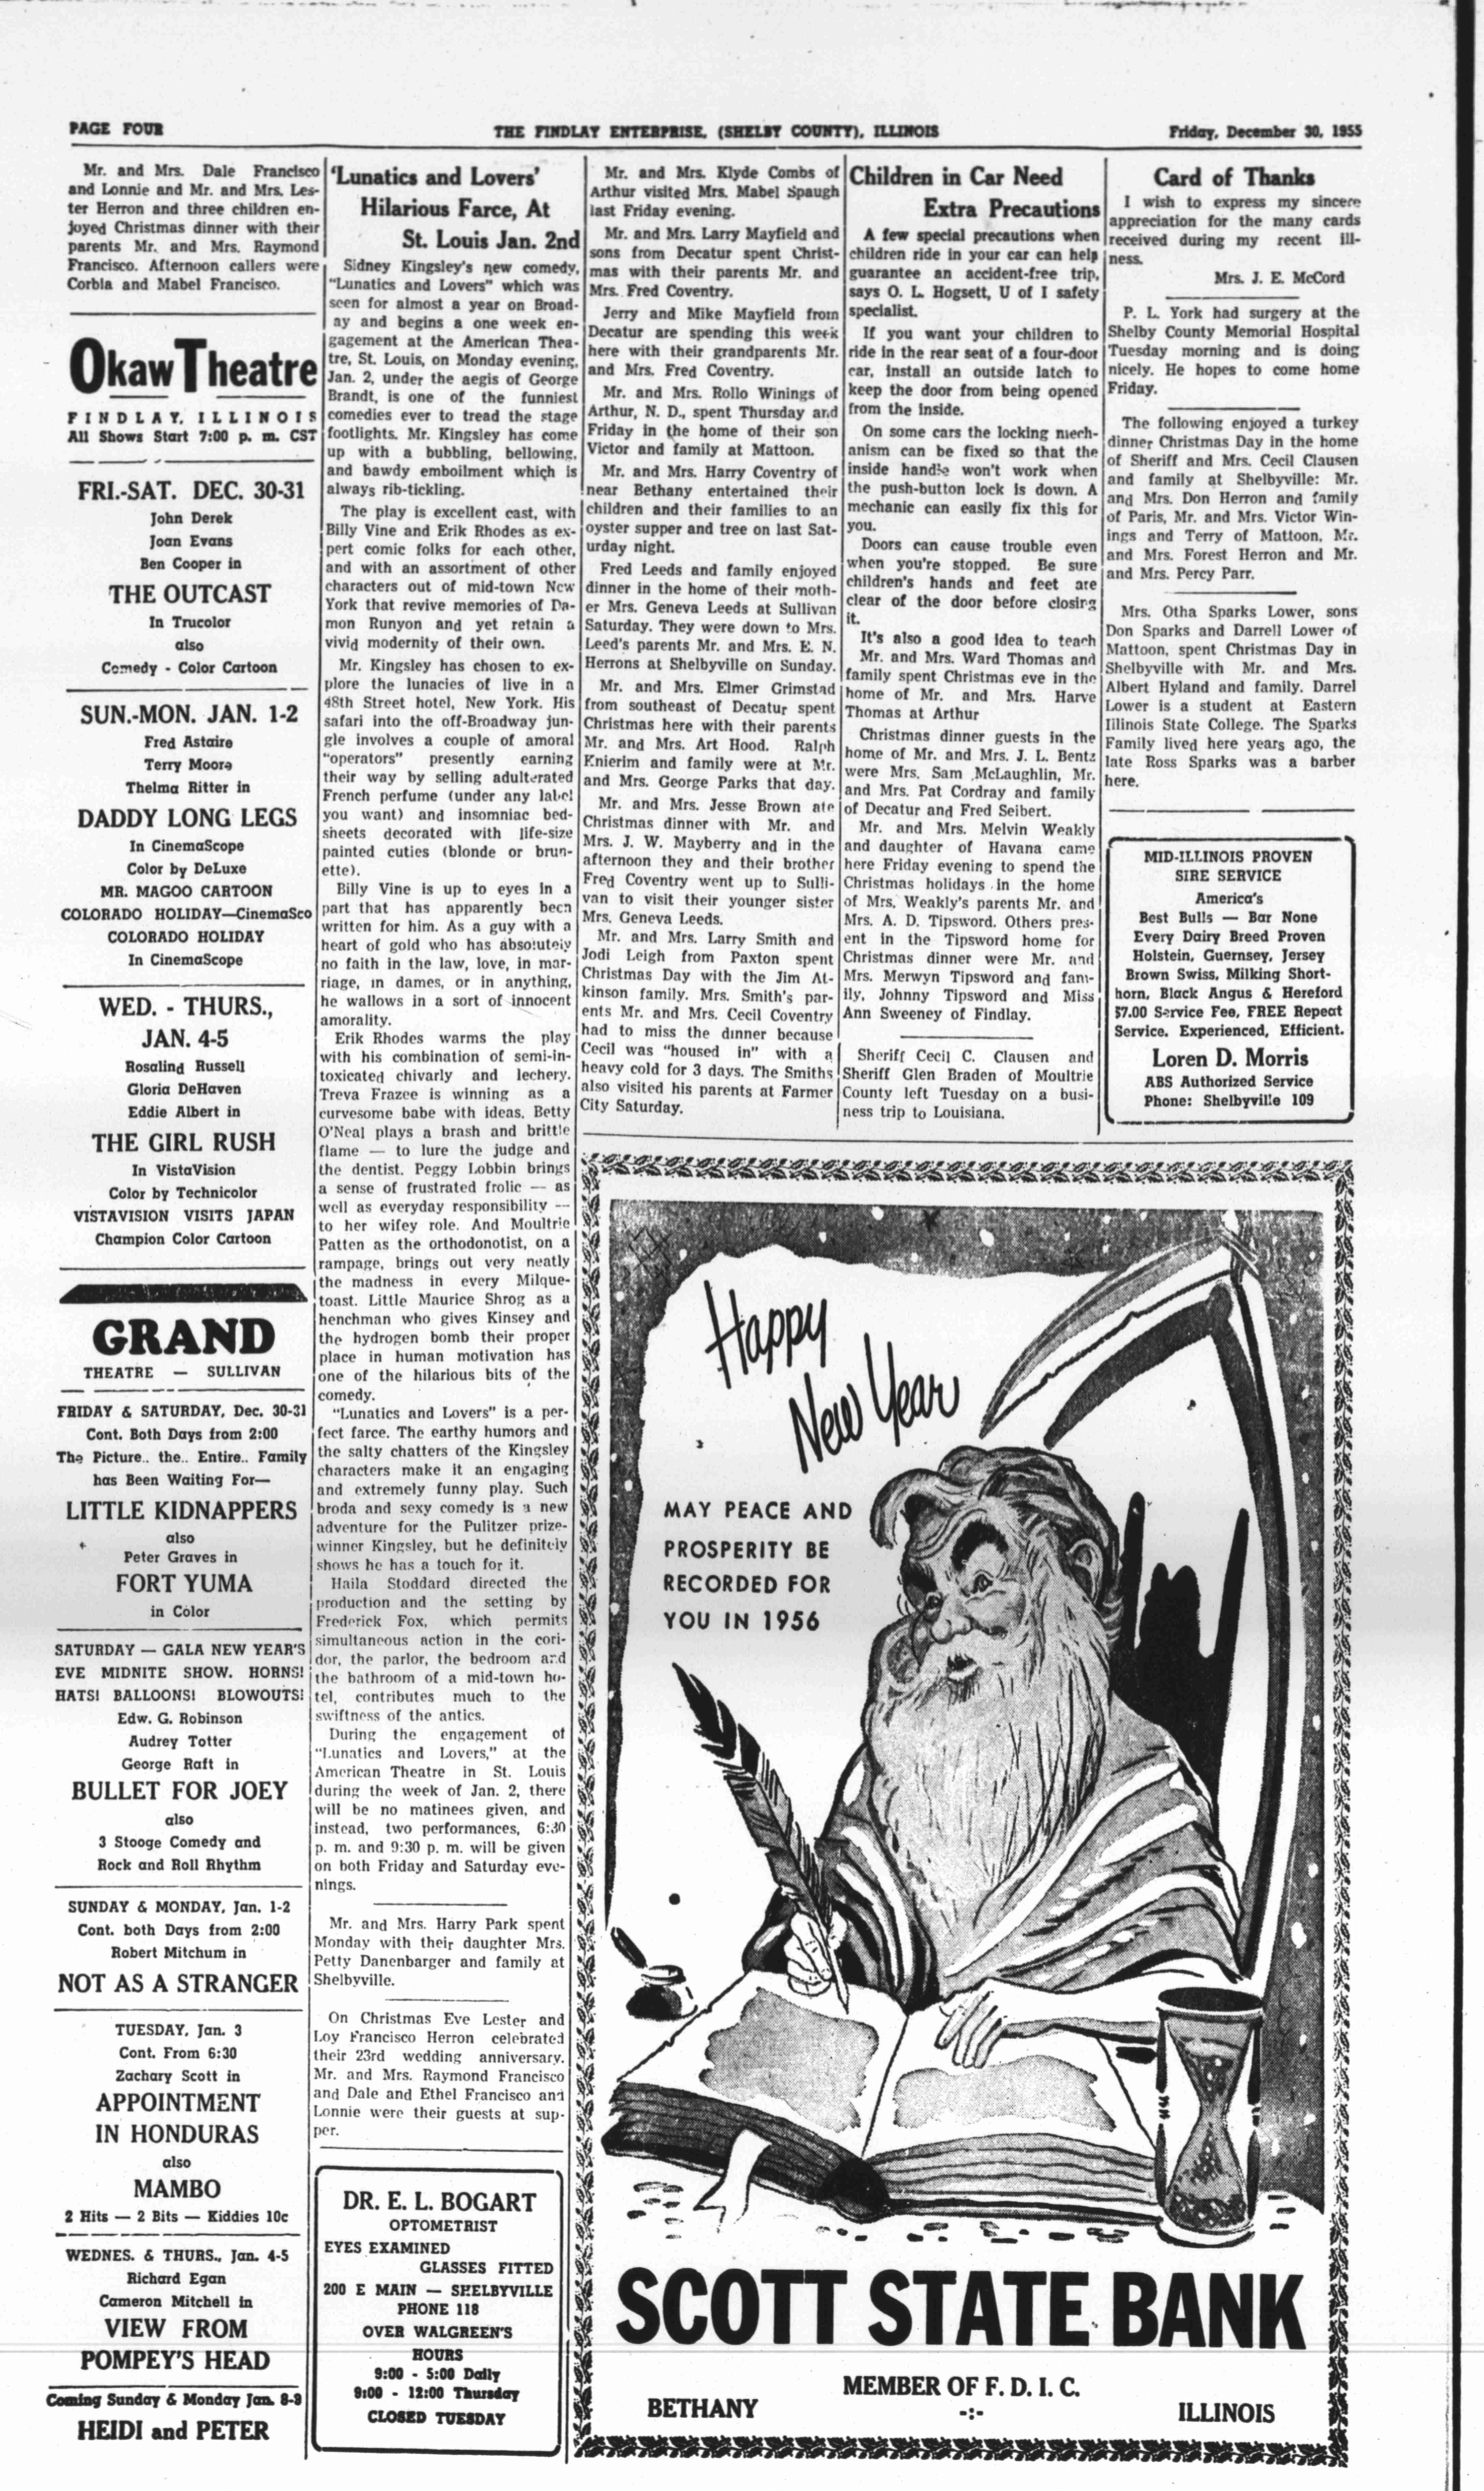 PAGE FOUR
THE FINDLAY ENTERPRISE, (SHELBY COUNTY), ILLINOIS
Friday, December 30, 1955
Mr. and Mrs. Dale Francisco
and Lonnie and Mr. and Mrs. Les-
ter Herron and three children en-
joyed Christmas dinner with their
parents Mr. and Mrs. Raymond
Francisco. Afternoon callers were
Corbia and Mabel Francisco.
Okaw Theatre
FINDLAY, ILLINOIS
All Shows Start 7:00 p. m. CST
FRI.-SAT. DEC. 30-31
John Derek
Joan Evans
Ben Cooper in
THE OUTCAST
In Trucolor
also
Comedy - Color Cartoon
SUN.-MON. JAN. 1-2
Fred Astaire
Terry Moore
Thelma Ritter in
DADDY LONG LEGS
In CinemaScope
Color by DeLuxe
MR. MAGOO CARTOON
COLORADO HOLIDAY—CinemaSco
COLORADO HOLIDAY
In CinemaScope
WED. - THURS.,
JAN. 4-5
Rosalind Russell
Gloria DeHaven
Eddie Albert in
THE GIRL RUSH
In VistaVision
Color by Technicolor
VISTAVISION VISITS JAPAN
Champion Color Cartoon
GRAND
THEATRE — SULLIVAN
FRIDAY & SATURDAY, Dec. 30-31
Cont. Both Days from 2:00
The Picture.. the.. Entire.. Family
has Been Waiting For—
LITTLE KIDNAPPERS
also
Peter Graves in
FORT YUMA
in Color
SATURDAY — GALA NEW YEAR'S
EVE MIDNITE SHOW. HORNS!
HATS! BALLOONS! BLOWOUTS!
Edw. G. Robinson
Audrey Totter
George Raft in
BULLET FOR JOEY
also
3 Stooge Comedy and
Rock and Roll Rhythm
SUNDAY & MONDAY, Jan. 1-2
Cont. both Days from 2:00
Robert Mitchum in
NOT AS A STRANGER
TUESDAY, Jan. 3
Cont. From 6:30
Zachary Scott in
APPOINTMENT
IN HONDURAS
also
MAMBO
2 Hits — 2 Bits — Kiddies 10c
WEDNES. & THURS., Jan. 4-5
Richard Egan
Cameron Mitchell in
VIEW FROM
POMPEY'S HEAD
Coming Sunday & Monday Jan. 8-9
HEIDI and PETER
'Lunatics and Lovers'
Hilarious Farce, At
St. Louis Jan. 2nd
Sidney Kingsley's new comedy,
"Lunatics and Lovers" which was
seen for almost a year on Broad-
ay and begins a one week en-
gagement at the American Thea-
tre, St. Louis, on Monday evening,
Jan. 2, under the aegis of George
Brandt, is one of the funniest
comedies ever to tread the stage
footlights. Mr. Kingsley has come
up with a bubbling, bellowing,
and bawdy emboilment which is
always rib-tickling.
The play is excellent cast, with
Billy Vine and Erik Rhodes as ex-
pert comic folks for each other,
and with an assortment of other
characters out of mid-town New
York that revive memories of Da-
mon Runyon and yet retain a
vivid modernity of their own.
Mr. Kingsley has chosen to ex-
plore the lunacies of live in a
48th Street hotel, New York. His
safari into the off-Broadway jun-
gle involves a couple of amoral
"operators" presently earning
their way by selling adulterated
French perfume (under any label
you want) and insomniac bed-
sheets decorated with life-size
painted cuties (blonde or brun-
ette).
Billy Vine is up to eyes in a
part that has apparently been
written for him. As a guy with a
heart of gold who has absolutely
no faith in the law, love, in mar-
riage, in dames, or in anything,
he wallows in a sort of innocent
amorality.
Erik Rhodes warms the play
with his combination of semi-in-
toxicated chivarly and lechery.
Treva Frazee is winning as a
curvesome babe with ideas. Betty
O'Neal plays a brash and brittle
flame — to lure the judge and
the dentist. Peggy Lobbin brings
a sense of frustrated frolic — as
well as everyday responsibility —
to her wifey role. And Moultrie
Patten as the orthodonotist, on a
rampage, brings out very neatly
the madness in every Milque-
toast. Little Maurice Shrog as a
henchman who gives Kinsey and
the hydrogen bomb their proper
place in human motivation has
one of the hilarious bits of the
comedy.
"Lunatics and Lovers" is a per-
fect farce. The earthy humors and
the salty chatters of the Kingsley
characters make it an engaging
and extremely funny play. Such
broda and sexy comedy is a new
adventure for the Pulitzer prize-
winner Kingsley, but he definitely
shows he has a touch for it.
Haila Stoddard directed the
production and the setting by
Frederick Fox, which permits
simultaneous action in the cori-
dor, the parlor, the bedroom and
the bathroom of a mid-town ho-
tel, contributes much to the
swiftness of the antics.
During the engagement of
"Lunatics and Lovers," at the
American Theatre in St. Louis
during the week of Jan. 2, there
will be no matinees given, and
instead, two performances, 6:30
p. m. and 9:30 p. m. will be given
on both Friday and Saturday eve-
nings.
Mr. and Mrs. Harry Park spent
Monday with their daughter Mrs.
Petty Danenbarger and family at
Shelbyville.
On Christmas Eve Lester and
Loy Francisco Herron celebrated
their 23rd wedding anniversary.
Mr. and Mrs. Raymond Francisco
and Dale and Ethel Francisco and
Lonnie were their guests at sup-
per.
DR. E. L. BOGART
OPTOMETRIST
EYES EXAMINED
GLASSES FITTED
200 E MAIN — SHELBYVILLE
PHONE 118
OVER WALGREEN'S
HOURS
9:00 - 5:00 Daily
9:00 - 12:00 Thursday
CLOSED TUESDAY
Mr. and Mrs. Klyde Combs of
Arthur visited Mrs. Mabel Spaugh
last Friday evening.
Mr. and Mrs. Larry Mayfield and
sons from Decatur spent Christ-
mas with their parents Mr. and
Mrs. Fred Coventry.
Jerry and Mike Mayfield from
Decatur are spending this week
here with their grandparents Mr.
and Mrs. Fred Coventry.
Mr. and Mrs. Rollo Winings of
Arthur, N. D., spent Thursday and
Friday in the home of their son
Victor and family at Mattoon.
Mr. and Mrs. Harry Coventry of
near Bethany entertained their
children and their families to an
oyster supper and tree on last Sat-
urday night.
Fred Leeds and family enjoyed
dinner in the home of their moth-
er Mrs. Geneva Leeds at Sullivan
Saturday. They were down to Mrs.
Leed's parents Mr. and Mrs. E. N.
Herrons at Shelbyville on Sunday.
Mr. and Mrs. Elmer Grimstad
from southeast of Decatur spent
Christmas here with their parents
Mr. and Mrs. Art Hood. Ralph
Knierim and family were at Mr.
and Mrs. George Parks that day.
Mr. and Mrs. Jesse Brown ate
Christmas dinner with Mr. and
Mrs. J. W. Mayberry and in the
afternoon they and their brother
Fred Coventry went up to Sulli-
van to visit their younger sister
Mrs. Geneva Leeds.
Mr. and Mrs. Larry Smith and
Jodi Leigh from Paxton spent
Christmas Day with the Jim At-
kinson family. Mrs. Smith's par-
ents Mr. and Mrs. Cecil Coventry
had to miss the dinner because
Cecil was "housed in" with a
heavy cold for 3 days. The Smiths
also visited his parents at Farmer
City Saturday.
Children in Car Need
Extra Precautions
A few special precautions when
children ride in your car can help
guarantee an accident-free trip,
says O. L. Hogsett, U of I safety
specialist.
If you want your children to
ride in the rear seat of a four-door
car, install an outside latch to
keep the door from being opened
from the inside.
On some cars the locking mech-
anism can be fixed so that the
inside handle won't work when
the push-button lock is down. A
mechanic can easily fix this for
you.
Doors can cause trouble even
when you're stopped. Be sure
children's hands and feet are
clear of the door before closing
it.
It's also a good idea to teach
Mr. and Mrs. Ward Thomas and
family spent Christmas eve in the
home of Mr. and Mrs. Harve
Thomas at Arthur
Christmas dinner guests in the
home of Mr. and Mrs. J. L. Bentz
were Mrs. Sam McLaughlin, Mr.
and Mrs. Pat Cordray and family
of Decatur and Fred Seibert.
Mr. and Mrs. Melvin Weakly
and daughter of Havana came
here Friday evening to spend the
Christmas holidays in the home
of Mrs. Weakly's parents Mr. and
Mrs. A. D. Tipsword. Others pres-
ent in the Tipsword home for
Christmas dinner were Mr. and
Mrs. Merwyn Tipsword and fam-
ily, Johnny Tipsword and Miss
Ann Sweeney of Findlay.
Sheriff Cecil C. Clausen and
Sheriff Glen Braden of Moultrie
County left Tuesday on a busi-
ness trip to Louisiana.
Card of Thanks
I wish to express my sincere
appreciation for the many cards
received during my recent ill-
ness.
Mrs. J. E. McCord
P. L. York had surgery at the
Shelby County Memorial Hospital
Tuesday morning and is doing
nicely. He hopes to come home
Friday.
The following enjoyed a turkey
dinner Christmas Day in the home
of Sheriff and Mrs. Cecil Clausen
and family at Shelbyville: Mr.
and Mrs. Don Herron and family
of Paris, Mr. and Mrs. Victor Win-
ings and Terry of Mattoon, Mr.
and Mrs. Forest Herron and Mr.
and Mrs. Percy Parr.
Mrs. Otha Sparks Lower, sons
Don Sparks and Darrell Lower of
Mattoon, spent Christmas Day in
Shelbyville with Mr. and Mrs.
Albert Hyland and family. Darrel
Lower is a student at Eastern
Illinois State College. The Sparks
Family lived here years ago, the
late Ross Sparks was a barber
here.
MID-ILLINOIS PROVEN
SIRE SERVICE
America's
Best Bulls — Bar None
Every Dairy Breed Proven
Holstein, Guernsey, Jersey
Brown Swiss, Milking Short-
horn, Black Angus & Hereford
$7.00 Service Fee, FREE Repeat
Service. Experienced, Efficient.
Loren D. Morris
ABS Authorized Service
Phone: Shelbyville 109
Happy
New Year
MAY PEACE AND
PROSPERITY BE
RECORDED FOR
YOU IN 1956
SCOTT STATE BANK
MEMBER OF F. D. I. C.
BETHANY -:- ILLINOIS